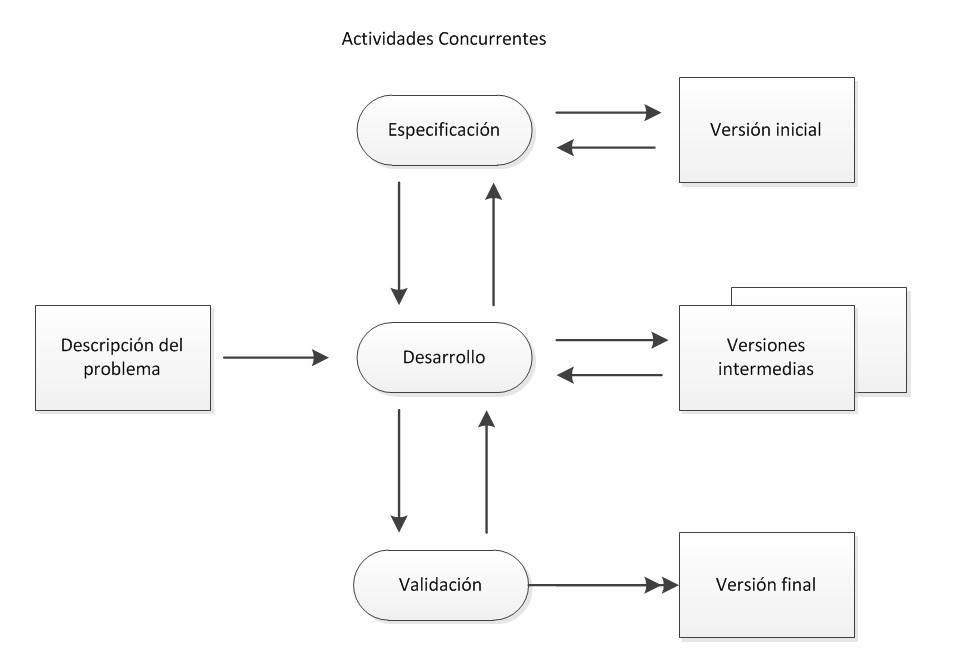 Actividades Concurrentes
Especificación
Versión inicial
Descripción del
problema
Desarrollo
Versiones
intermedias
Validación
Versión final